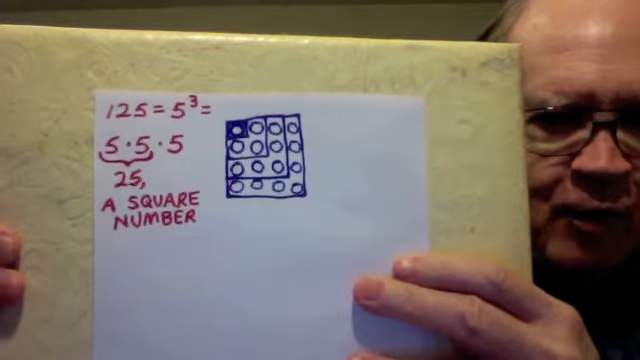 125 = 5³ =
5 · 5 · 5
25,
A SQUARE
NUMBER